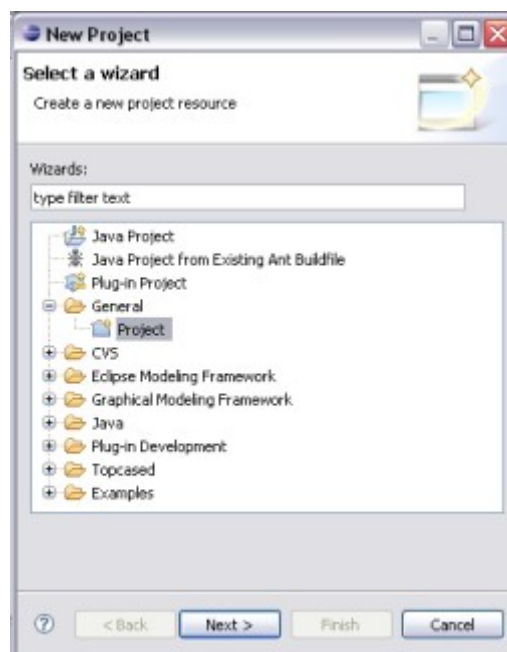 New Project
Select a wizard
Create a new project resource
Wizards:
type filter text
Java Project
Java Project from Existing Ant Buildfile
Plug-in Project
General
Project
CVS
Eclipse Modeling Framework
Graphical Modeling Framework
Java
Plug-in Development
Topcased
Examples
? < Back Next > Finish Cancel